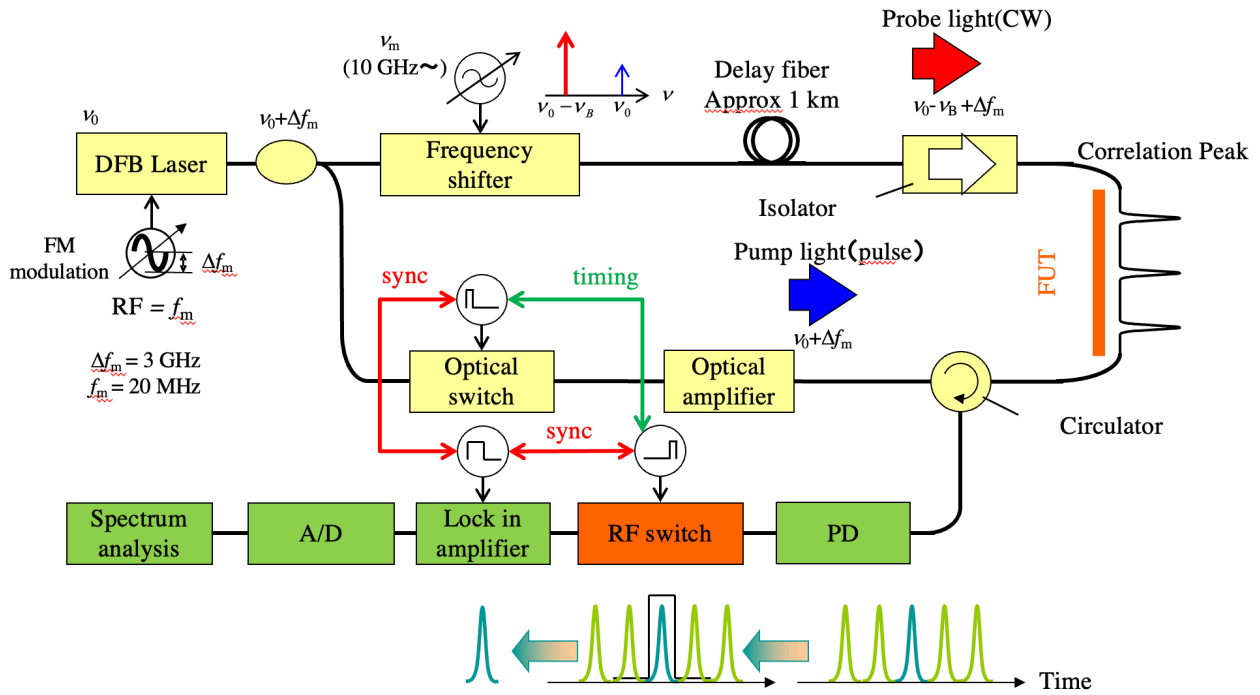 Probe light(CW)
νm
(10 GHz～)
Delay fiber
Approx 1 km
ν0 − νB
ν0
ν
ν0- νB +Δfm
ν0
ν0+Δfm
DFB Laser
Frequency
shifter
Correlation Peak
Isolator
FM
modulation
Δfm
RF = fm
Pump light(pulse)
FUT
sync
timing
ν0+Δfm
Δfm = 3 GHz
fm = 20 MHz
Optical
switch
Optical
amplifier
Circulator
sync
Spectrum
analysis
A/D
Lock in
amplifier
RF switch
PD
Time